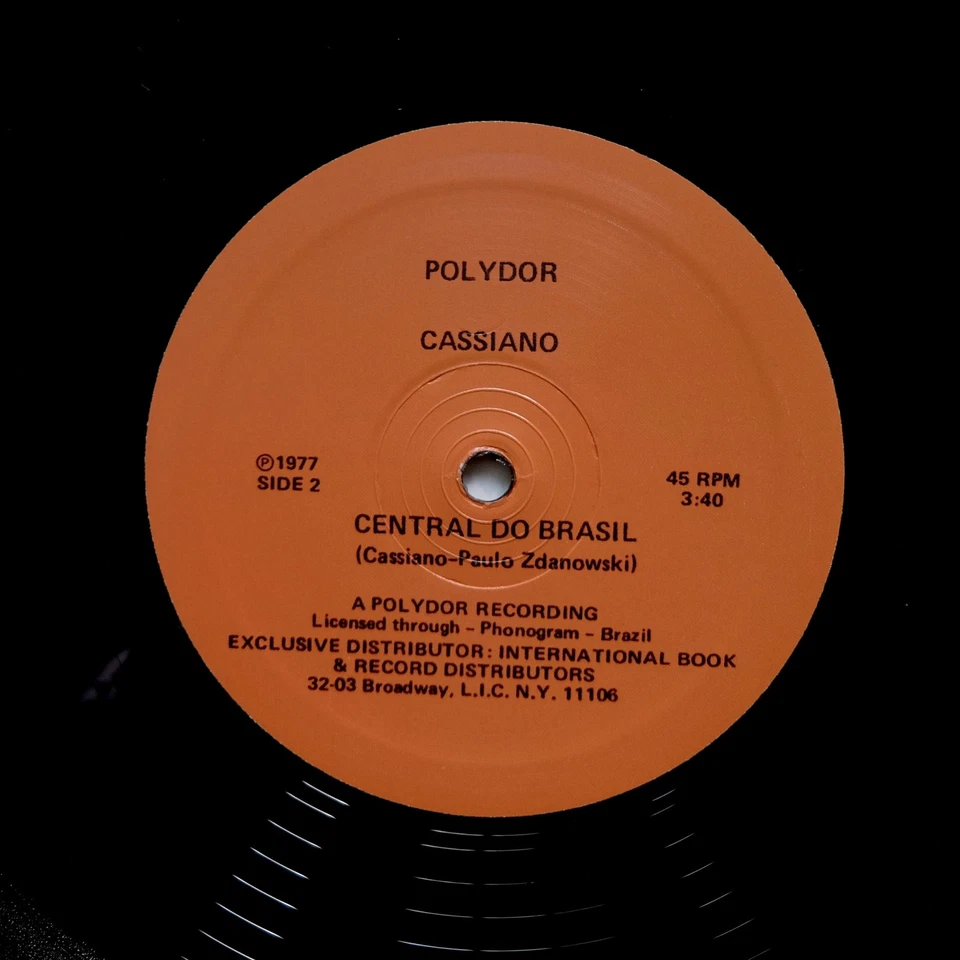 POLYDOR
CASSIANO
℗1977
SIDE 2
45 RPM
3:40
CENTRAL DO BRASIL
(Cassiano-Paulo Zdanowski)
A POLYDOR RECORDING
Licensed through - Phonogram - Brazil
EXCLUSIVE DISTRIBUTOR: INTERNATIONAL BOOK
& RECORD DISTRIBUTORS
32-03 Broadway, L.I.C. N.Y. 11106